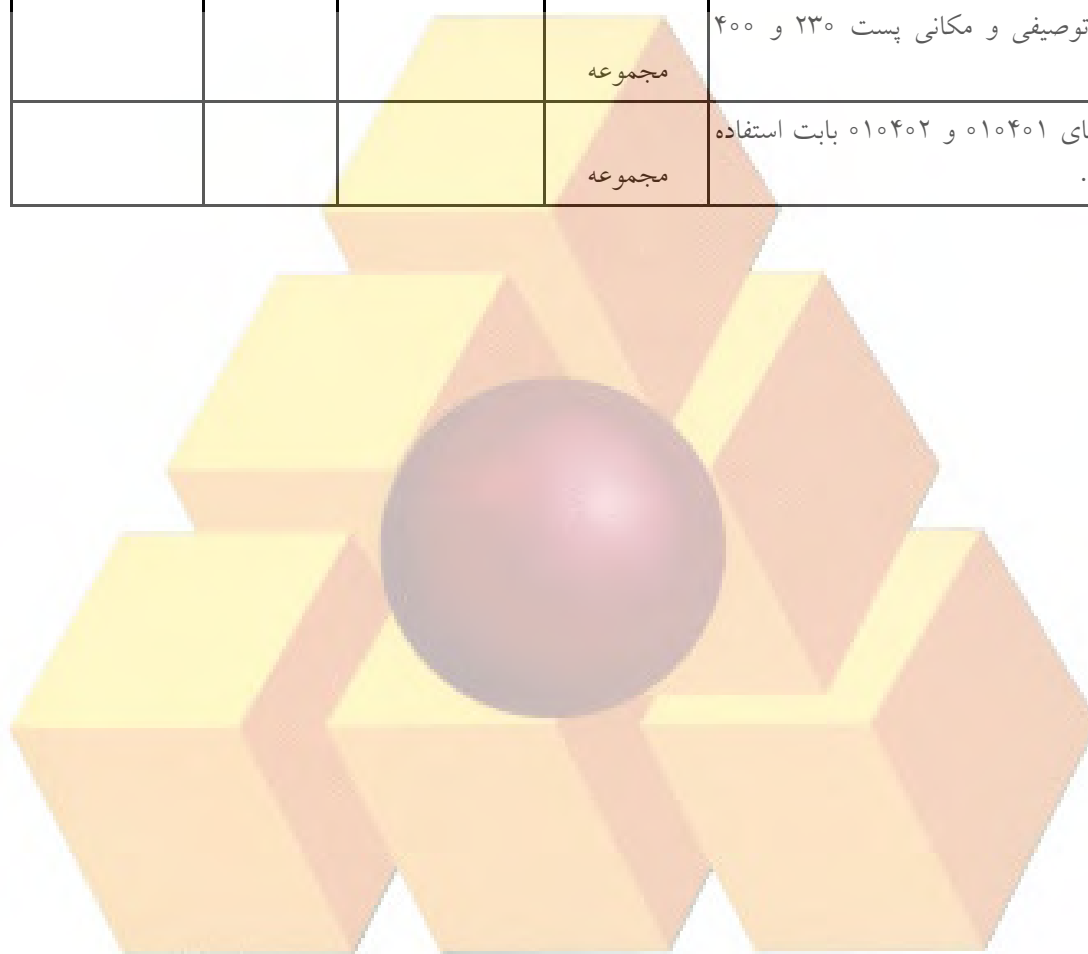 توصیفی و مکانی پست ۲۳۰ و ۴۰۰
مجموعه
ای ۰۱۰۴۰۱ و ۰۱۰۴۰۲ بابت استفاده
.
مجموعه